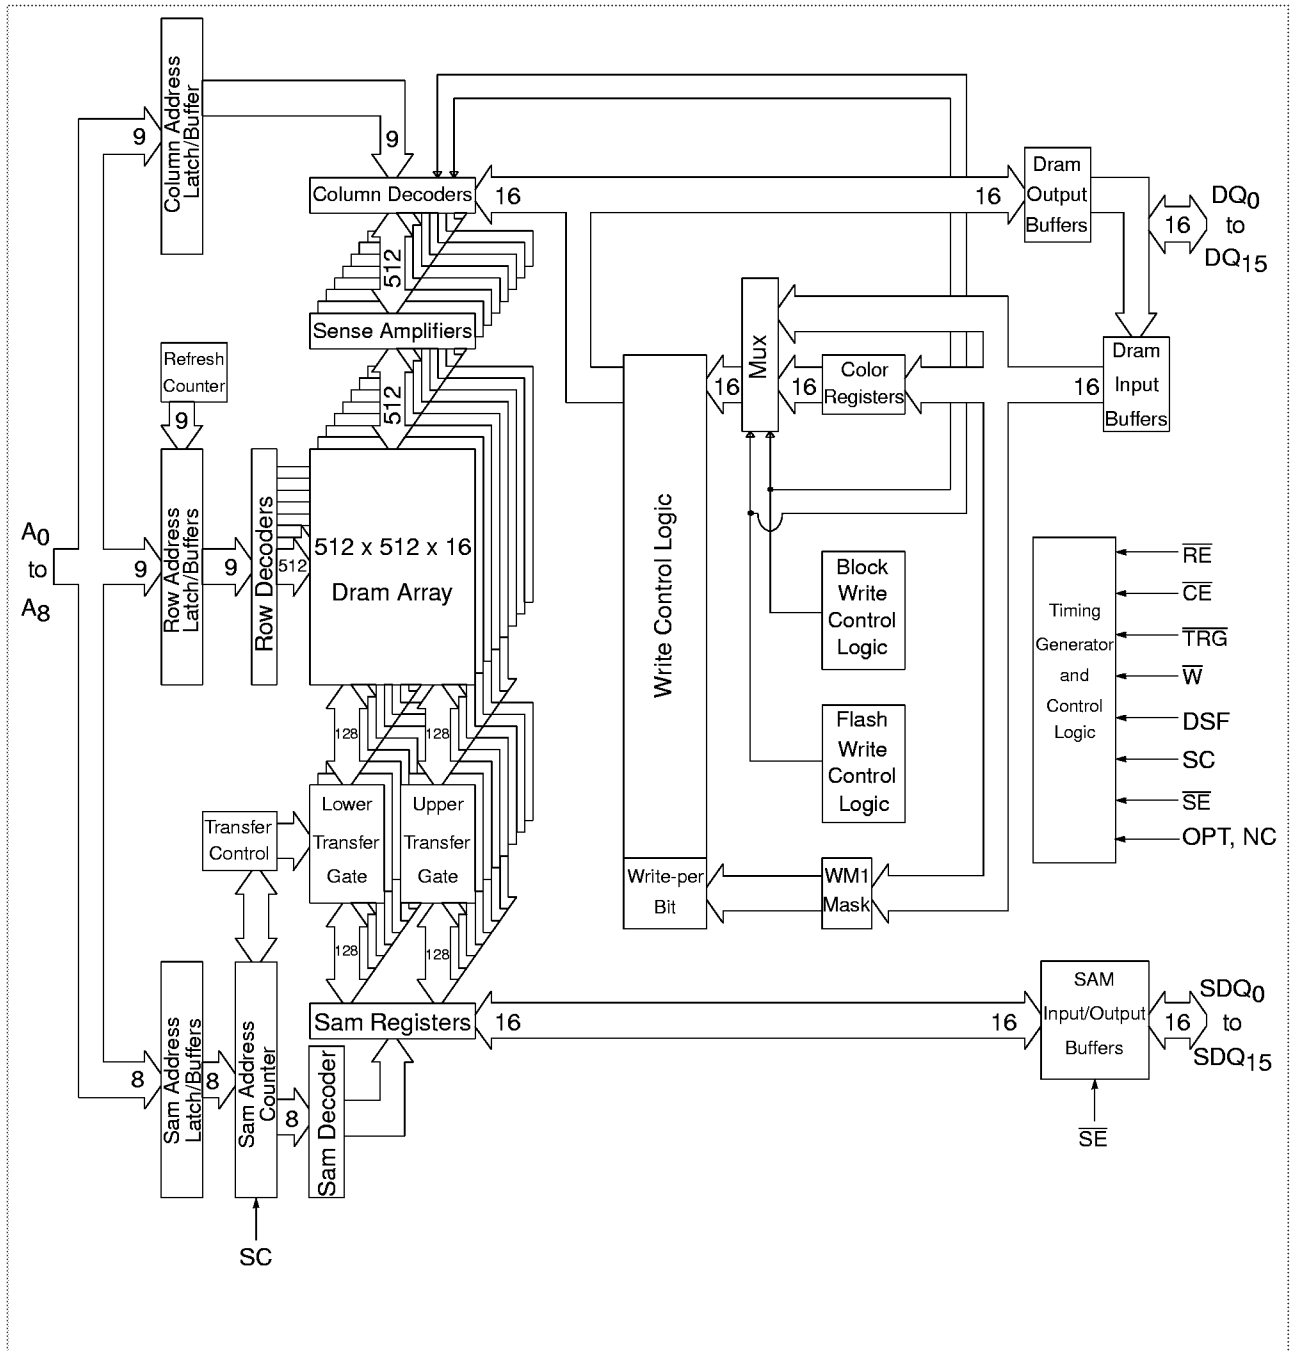 Column Address
Latch/Buffer
9
9
Column Decoders
16
16
Dram
Output
Buffers
16
DQ0
to
DQ15
512
Sense Amplifiers
512
Refresh
Counter
9
Mux
16
16
Color
Registers
16
Dram
Input
Buffers
A0
to
A8
9
Row Address
Latch/Buffers
9
Row Decoders
512
512 x 512 x 16
Dram Array
Write Control Logic
Block
Write
Control
Logic
Flash
Write
Control
Logic
Timing
Generator
and
Control
Logic
R̅E̅
C̅E̅
T̅R̅G̅
W̅
DSF
SC
S̅E̅
OPT, NC
128
128
Transfer
Control
Lower
Transfer
Gate
Upper
Transfer
Gate
Write-per
Bit
WM1
Mask
128
128
Sam Registers
16
16
SAM
Input/Output
Buffers
16
SDQ0
to
SDQ15
S̅E̅
8
Sam Address
Latch/Buffers
8
Sam Address
Counter
8
Sam Decoder
SC